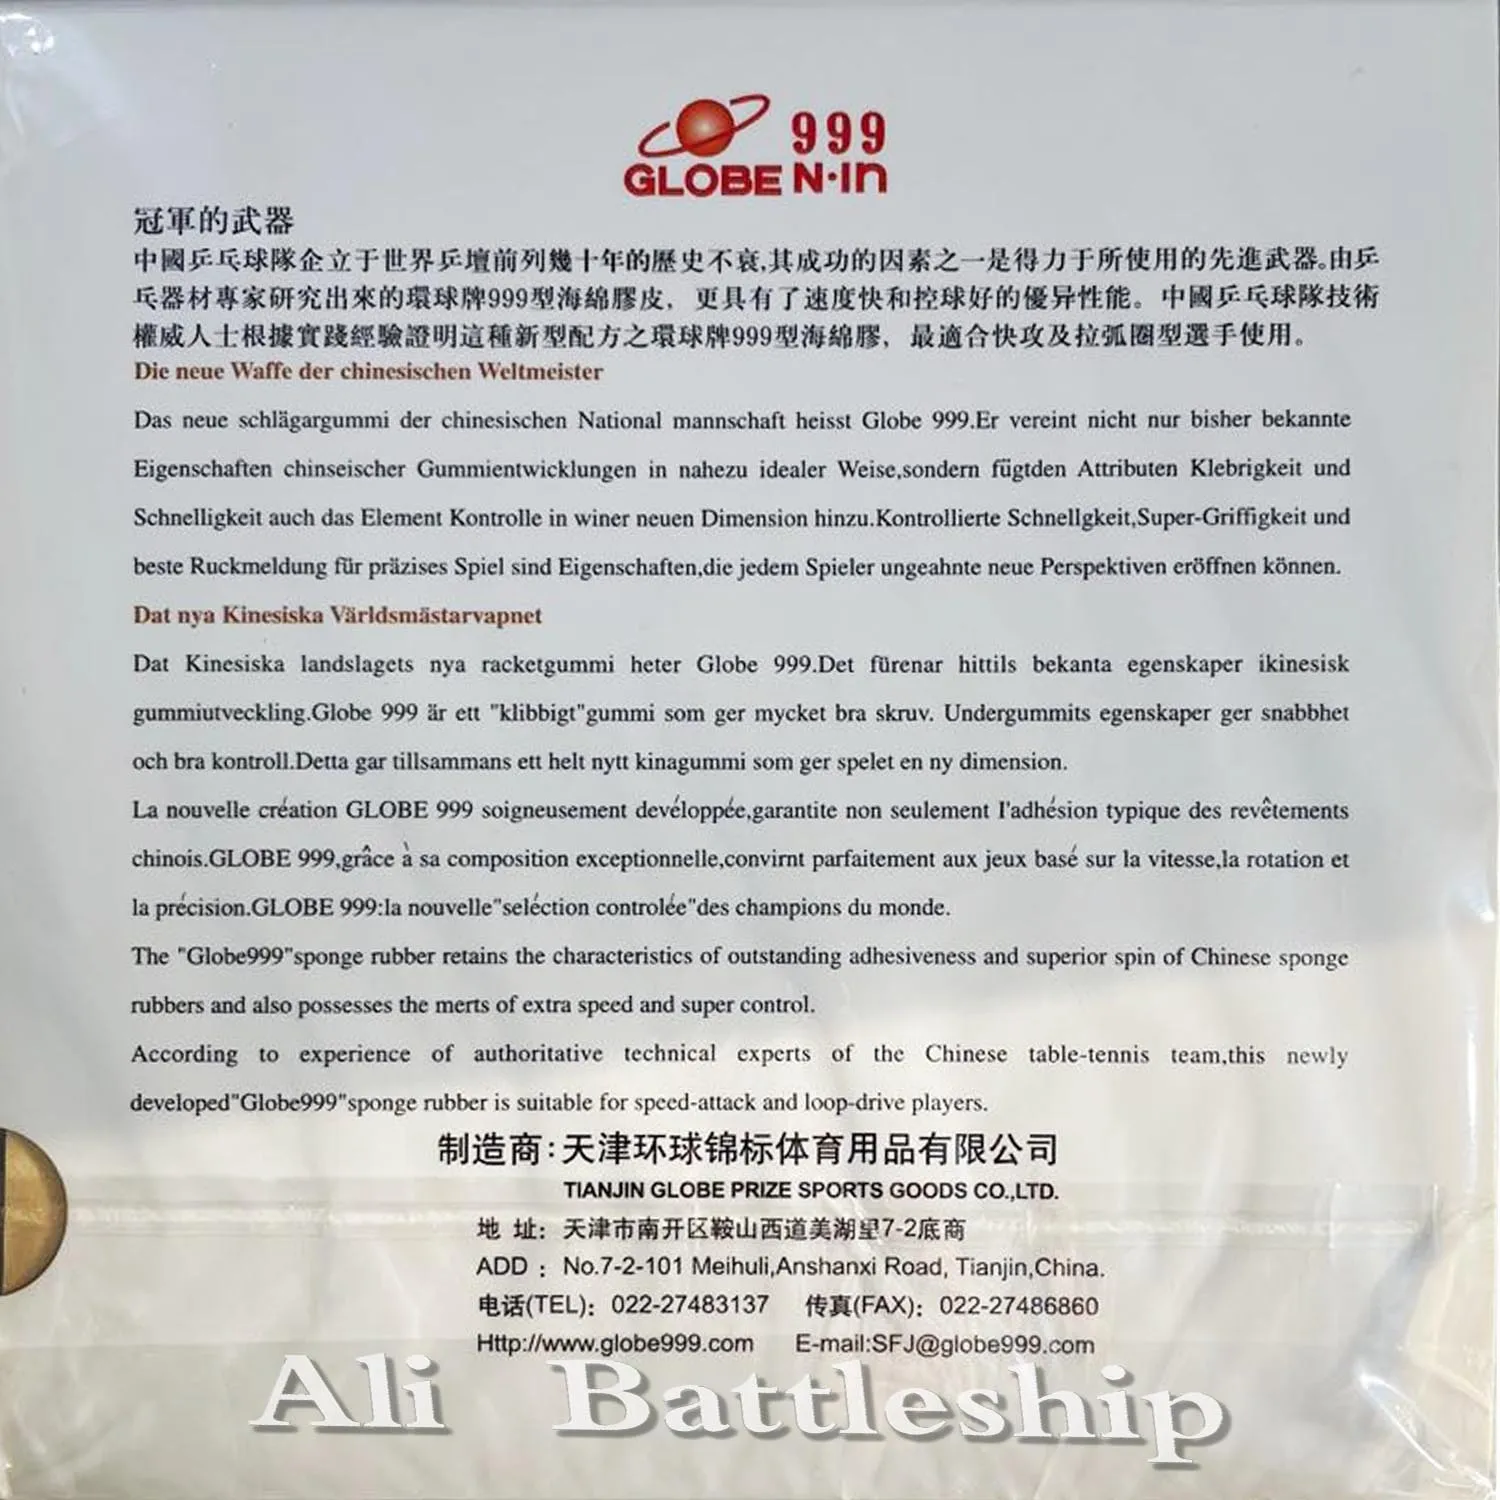 999
GLOBE N·In
冠軍的武器
中國乒乓球隊企立于世界乒壇前列幾十年的歷史不衰,其成功的因素之一是得力于所使用的先進武器。由乒
乓器材專家研究出來的環球牌999型海綿膠皮，更具有了速度快和控球好的優异性能。中國乒乓球隊技術
權威人士根據實踐經驗證明這種新型配方之環球牌999型海綿膠，最適合快攻及拉弧圈型選手使用。
Die neue Waffe der chinesischen Weltmeister
Das neue schlägargummi der chinesischen National mannschaft heisst Globe 999.Er vereint nicht nur bisher bekannte
Eigenschaften chinseischer Gummientwicklungen in nahezu idealer Weise,sondern fügtden Attributen Klebrigkeit und
Schnelligkeit auch das Element Kontrolle in winer neuen Dimension hinzu.Kontrollierte Schnellgkeit,Super-Griffigkeit und
beste Ruckmeldung für präzises Spiel sind Eigenschaften,die jedem Spieler ungeahnte neue Perspektiven eröffnen können.
Dat nya Kinesiska Världsmästarvapnet
Dat Kinesiska landslagets nya racketgummi heter Globe 999.Det fürenar hittils bekanta egenskaper ikinesisk
gummiutveckling.Globe 999 är ett "klibbigt"gummi som ger mycket bra skruv. Undergummits egenskaper ger snabbhet
och bra kontroll.Detta gar tillsammans ett helt nytt kinagummi som ger spelet en ny dimension.
La nouvelle création GLOBE 999 soigneusement devéloppée,garantite non seulement I'adhésion typique des revêtements
chinois.GLOBE 999,grâce à sa composition exceptionnelle,convirnt parfaitement aux jeux basé sur la vitesse,la rotation et
la précision.GLOBE 999:la nouvelle"seléction controlée"des champions du monde.
The "Globe999"sponge rubber retains the characteristics of outstanding adhesiveness and superior spin of Chinese sponge
rubbers and also possesses the merts of extra speed and super control.
According to experience of authoritative technical experts of the Chinese table-tennis team,this newly
developed"Globe999"sponge rubber is suitable for speed-attack and loop-drive players.
制造商:天津环球锦标体育用品有限公司
TIANJIN GLOBE PRIZE SPORTS GOODS CO.,LTD.
地 址：天津市南开区鞍山西道美湖里7-2底商
ADD：No.7-2-101 Meihuli,Anshanxi Road, Tianjin,China.
电话(TEL)：022-27483137 传真(FAX)：022-27486860
Http://www.globe999.com E-mail:SFJ@globe999.com
Ali Battleship